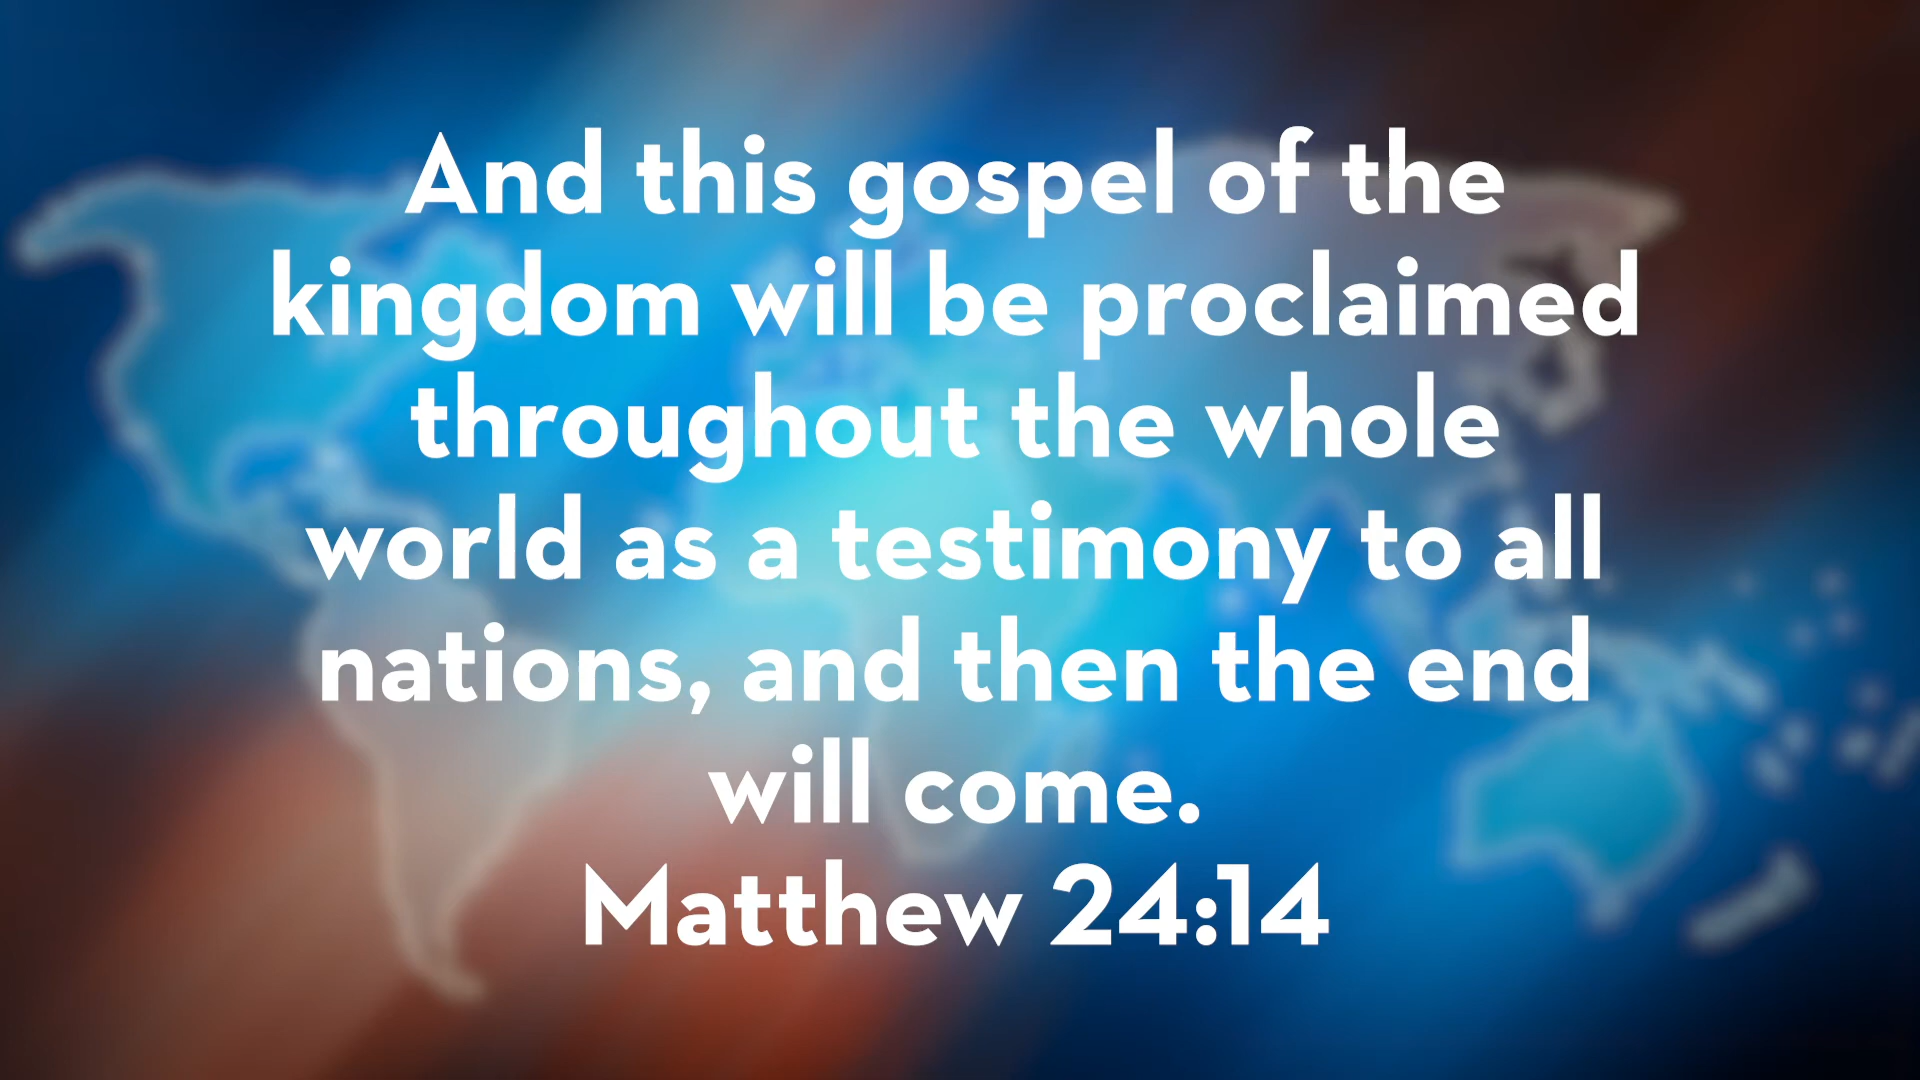 And this gospel of the
kingdom will be proclaimed
throughout the whole
world as a testimony to all
nations, and then the end
will come.
Matthew 24:14